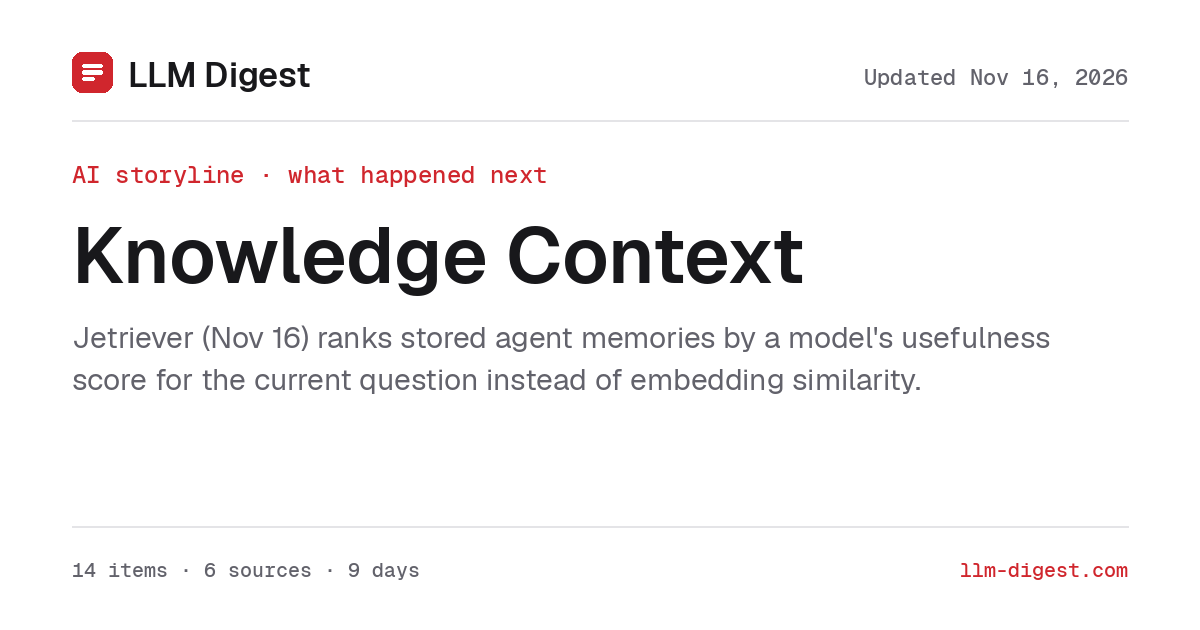 LLM Digest
Updated Nov 16, 2026
AI storyline · what happened next
Knowledge Context
Jetriever (Nov 16) ranks stored agent memories by a model's usefulness
score for the current question instead of embedding similarity.
14 items · 6 sources · 9 days
llm-digest.com